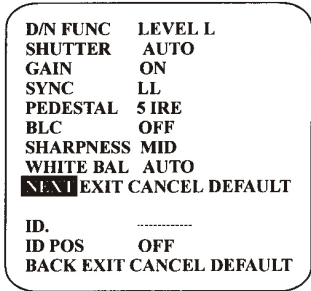 D/N FUNC LEVEL L
SHUTTER AUTO
GAIN ON
SYNC LL
PEDESTAL 5 IRE
BLC OFF
SHARPNESS MID
WHITE BAL AUTO
NEXT EXIT CANCEL DEFAULT
ID. -------------
ID POS OFF
BACK EXIT CANCEL DEFAULT